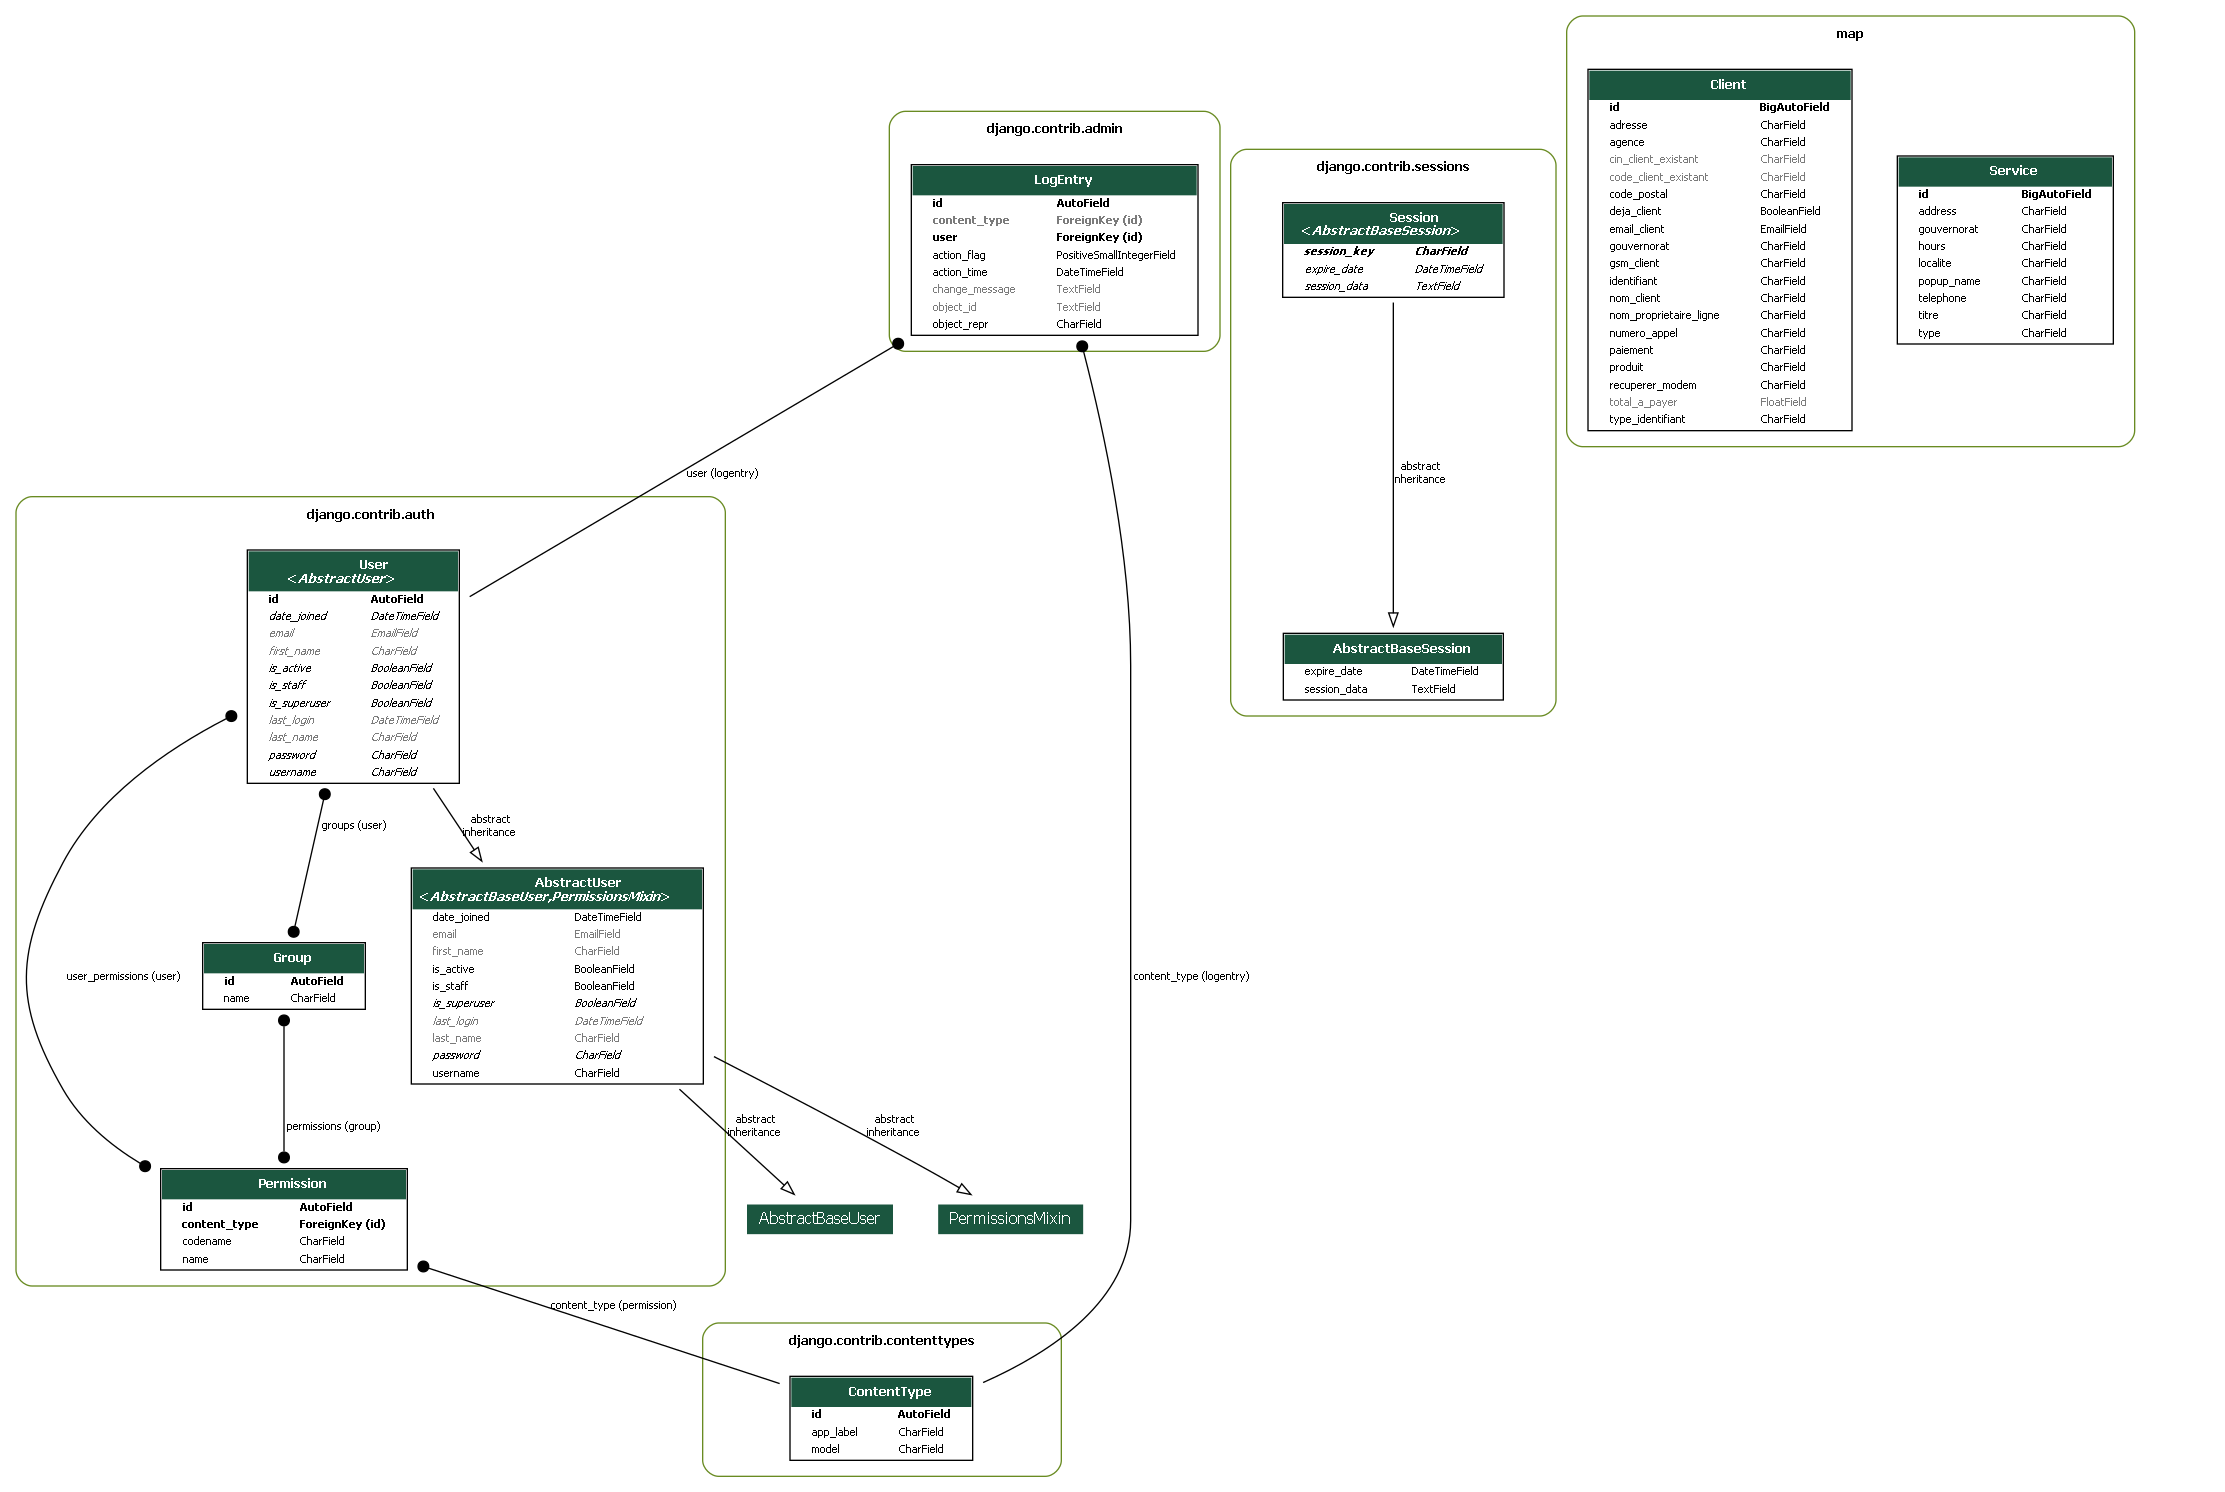 map
Client
id BigAutoField
adresse CharField
agence CharField
cin_client_existant CharField
code_client_existant CharField
code_postal CharField
deja_client BooleanField
email_client EmailField
gouvernorat CharField
gsm_client CharField
identifiant CharField
nom_client CharField
nom_proprietaire_ligne CharField
numero_appel CharField
paiement CharField
produit CharField
recuperer_modem CharField
total_a_payer FloatField
type_identifiant CharField
Service
id BigAutoField
address CharField
gouvernorat CharField
hours CharField
localite CharField
popup_name CharField
telephone CharField
titre CharField
type CharField
django.contrib.admin
LogEntry
id AutoField
content_type ForeignKey (id)
user ForeignKey (id)
action_flag PositiveSmallIntegerField
action_time DateTimeField
change_message TextField
object_id TextField
object_repr CharField
django.contrib.sessions
Session
<AbstractBaseSession>
session_key CharField
expire_date DateTimeField
session_data TextField
abstract
inheritance
AbstractBaseSession
expire_date DateTimeField
session_data TextField
user (logentry)
django.contrib.auth
User
<AbstractUser>
id AutoField
date_joined DateTimeField
email EmailField
first_name CharField
is_active BooleanField
is_staff BooleanField
is_superuser BooleanField
last_login DateTimeField
last_name CharField
password CharField
username CharField
groups (user)
abstract
inheritance
AbstractUser
<AbstractBaseUser,PermissionsMixin>
date_joined DateTimeField
email EmailField
first_name CharField
is_active BooleanField
is_staff BooleanField
is_superuser BooleanField
last_login DateTimeField
last_name CharField
password CharField
username CharField
Group
id AutoField
name CharField
user_permissions (user)
content_type (logentry)
permissions (group)
abstract
inheritance
abstract
inheritance
Permission
id AutoField
content_type ForeignKey (id)
codename CharField
name CharField
AbstractBaseUser
PermissionsMixin
content_type (permission)
django.contrib.contenttypes
ContentType
id AutoField
app_label CharField
model CharField